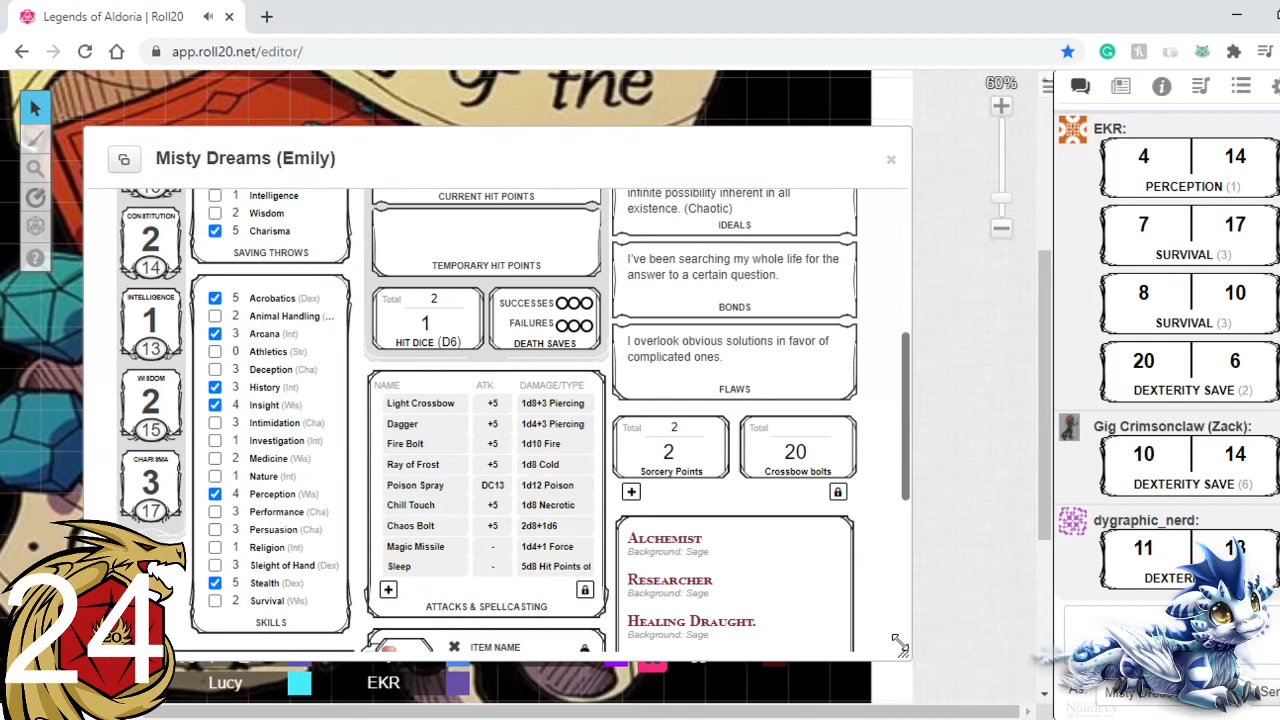 Legends of Aldoria | Roll20
app.roll20.net/editor/
of the
60%
Misty Dreams (Emily)
CONSTITUTION
2
14
INTELLIGENCE
1
13
WISDOM
2
15
CHARISMA
3
17
1 Intelligence
2 Wisdom
5 Charisma
SAVING THROWS
5 Acrobatics (Dex)
2 Animal Handling (...
3 Arcana (Int)
0 Athletics (Str)
3 Deception (Cha)
3 History (Int)
4 Insight (Wis)
3 Intimidation (Cha)
1 Investigation (Int)
2 Medicine (Wis)
1 Nature (Int)
4 Perception (Wis)
3 Performance (Cha)
3 Persuasion (Cha)
1 Religion (Int)
3 Sleight of Hand (Dex)
5 Stealth (Dex)
2 Survival (Wis)
SKILLS
CURRENT HIT POINTS
TEMPORARY HIT POINTS
Total 2
1
HIT DICE (D6)
SUCCESSES
FAILURES
DEATH SAVES
NAME ATK DAMAGE/TYPE
Light Crossbow +5 1d8+3 Piercing
Dagger +5 1d4+3 Piercing
Fire Bolt +5 1d10 Fire
Ray of Frost +5 1d8 Cold
Poison Spray DC13 1d12 Poison
Chill Touch +5 1d8 Necrotic
Chaos Bolt +5 2d8+1d6
Magic Missile - 1d4+1 Force
Sleep - 5d8 Hit Points of
ATTACKS & SPELLCASTING
ITEM NAME
infinite possibility inherent in all
existence. (Chaotic)
IDEALS
I've been searching my whole life for the
answer to a certain question.
BONDS
I overlook obvious solutions in favor of
complicated ones.
FLAWS
Total 2
2
Sorcery Points
Total
20
Crossbow bolts
ALCHEMIST
Background: Sage
RESEARCHER
Background: Sage
HEALING DRAUGHT.
Background: Sage
EKR:
4 14
PERCEPTION (1)
7 17
SURVIVAL (3)
8 10
SURVIVAL (3)
20 6
DEXTERITY SAVE (2)
Gig Crimsonclaw (Zack):
10 14
DEXTERITY SAVE (6)
dygraphic_nerd:
11
DEXTER
As:
24
20
Lucy
EKR